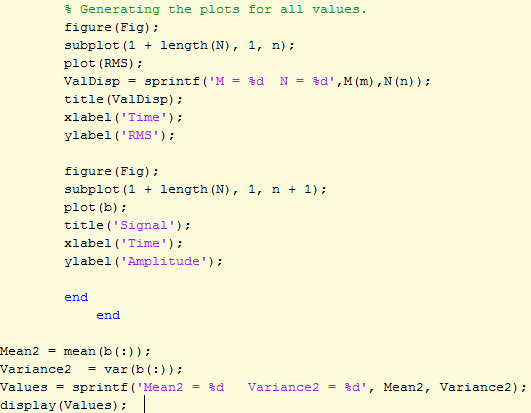 % Generating the plots for all values.
figure(Fig);
subplot(1 + length(N), 1, n);
plot(RMS);
ValDisp = sprintf('M = %d  N = %d',M(m),N(n));
title(ValDisp);
xlabel('Time');
ylabel('RMS');
figure(Fig);
subplot(1 + length(N), 1, n + 1);
plot(b);
title('Signal');
xlabel('Time');
ylabel('Amplitude');
end
end
Mean2 = mean(b(:));
Variance2  = var(b(:));
Values = sprintf('Mean2 = %d   Variance2 = %d', Mean2, Variance2);
display(Values);